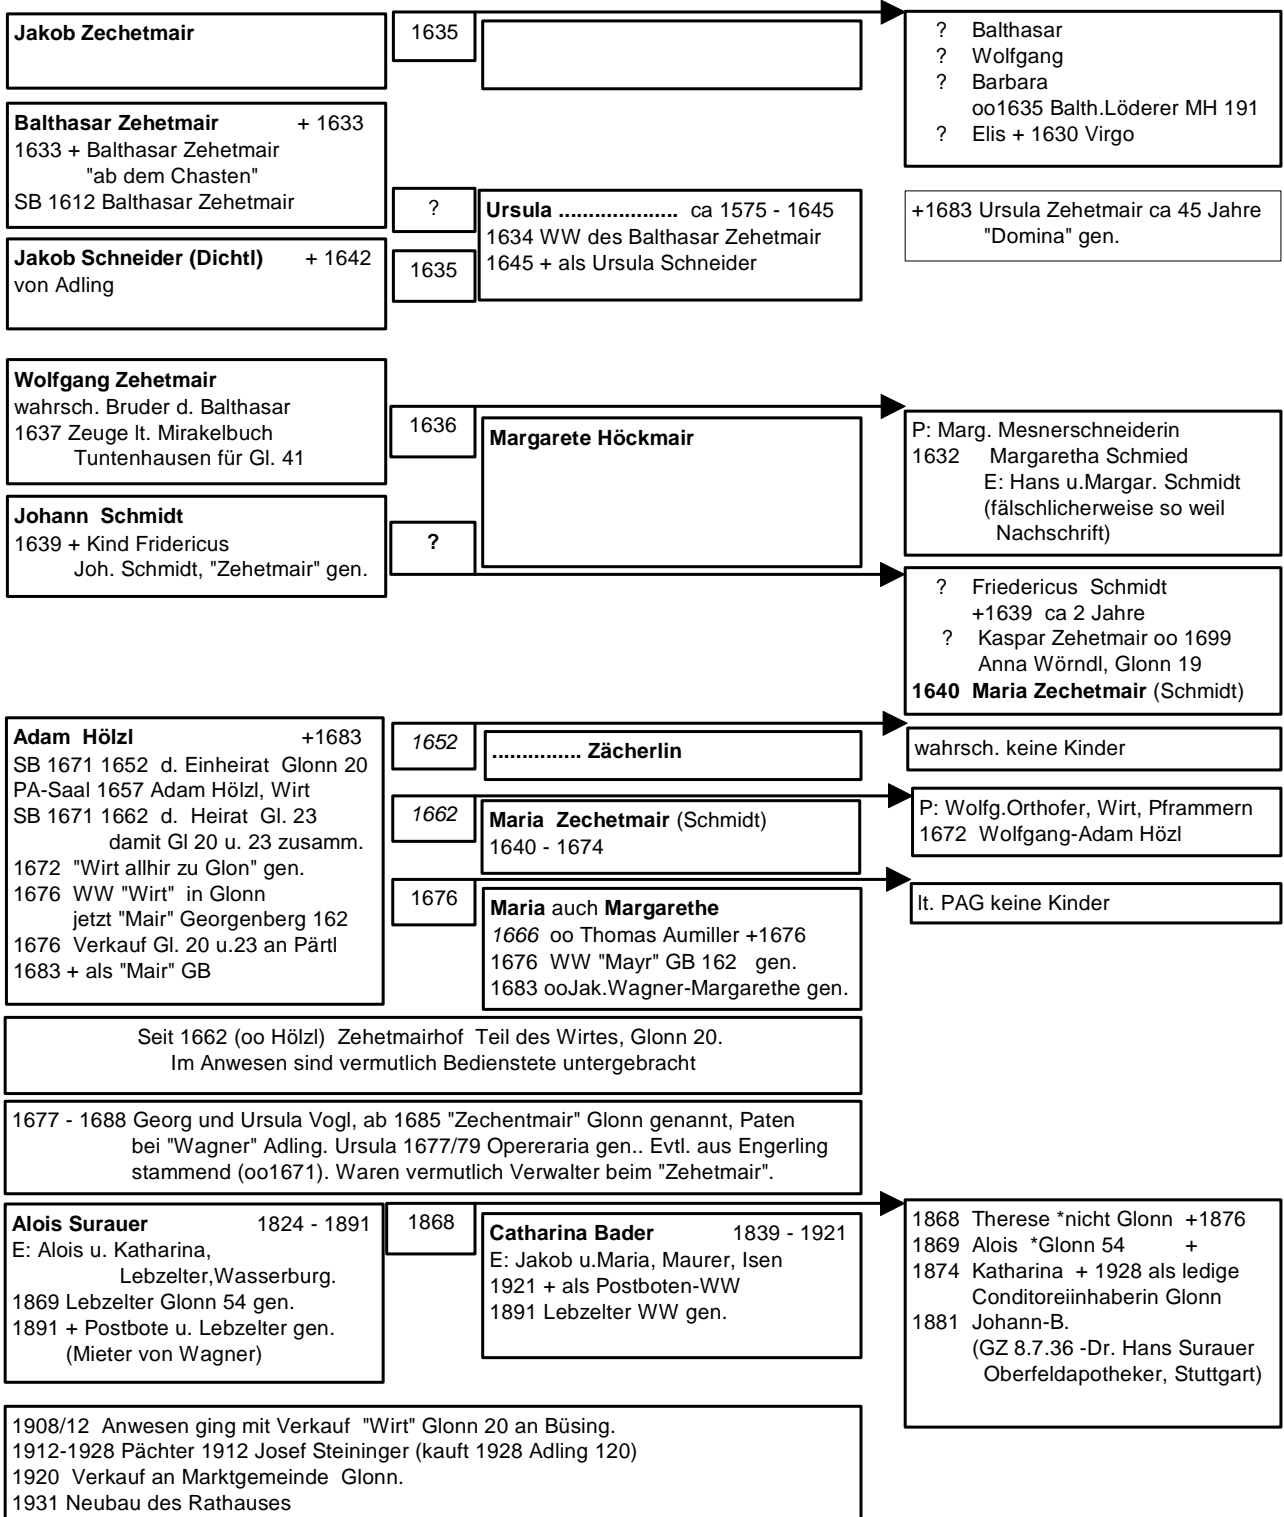 Jakob Zechetmair
1635
? Balthasar
? Wolfgang
? Barbara
oo1635 Balth.Löderer MH 191
? Elis + 1630 Virgo
Balthasar Zehetmair + 1633
1633 + Balthasar Zehetmair
"ab dem Chasten"
SB 1612 Balthasar Zehetmair
?
Ursula .................... ca 1575 - 1645
1634 WW des Balthasar Zehetmair
1645 + als Ursula Schneider
+1683 Ursula Zehetmair ca 45 Jahre
"Domina" gen.
Jakob Schneider (Dichtl) + 1642
von Adling
1635
Wolfgang Zehetmair
wahrsch. Bruder d. Balthasar
1637 Zeuge lt. Mirakelbuch
Tuntenhausen für Gl. 41
1636
Margarete Höckmair
P: Marg. Mesnerschneiderin
1632 Margaretha Schmied
E: Hans u.Margar. Schmidt
(fälschlicherweise so weil
Nachschrift)
Johann Schmidt
1639 + Kind Fridericus
Joh. Schmidt, "Zehetmair" gen.
?
? Friedericus Schmidt
+1639 ca 2 Jahre
? Kaspar Zehetmair oo 1699
Anna Wörndl, Glonn 19
1640 Maria Zechetmair (Schmidt)
Adam Hölzl +1683
SB 1671 1652 d. Einheirat Glonn 20
PA-Saal 1657 Adam Hölzl, Wirt
SB 1671 1662 d. Heirat Gl. 23
damit Gl 20 u. 23 zusamm.
1672 "Wirt allhir zu Glon" gen.
1676 WW "Wirt" in Glonn
jetzt "Mair" Georgenberg 162
1676 Verkauf Gl. 20 u.23 an Pärtl
1683 + als "Mair" GB
1652
............... Zächerlin
wahrsch. keine Kinder
1662
Maria Zechetmair (Schmidt)
1640 - 1674
P: Wolfg.Orthofer, Wirt, Pframmern
1672 Wolfgang-Adam Hözl
1676
Maria auch Margarethe
1666 oo Thomas Aumiller +1676
1676 WW "Mayr" GB 162 gen.
1683 ooJak.Wagner-Margarethe gen.
lt. PAG keine Kinder
Seit 1662 (oo Hölzl) Zehetmairhof Teil des Wirtes, Glonn 20.
Im Anwesen sind vermutlich Bedienstete untergebracht
1677 - 1688 Georg und Ursula Vogl, ab 1685 "Zechentmair" Glonn genannt, Paten
bei "Wagner" Adling. Ursula 1677/79 Opereraria gen.. Evtl. aus Engerling
stammend (oo1671). Waren vermutlich Verwalter beim "Zehetmair".
Alois Surauer 1824 - 1891
E: Alois u. Katharina,
Lebzelter,Wasserburg.
1869 Lebzelter Glonn 54 gen.
1891 + Postbote u. Lebzelter gen.
(Mieter von Wagner)
1868
Catharina Bader 1839 - 1921
E: Jakob u.Maria, Maurer, Isen
1921 + als Postboten-WW
1891 Lebzelter WW gen.
1868 Therese *nicht Glonn +1876
1869 Alois *Glonn 54 +
1874 Katharina + 1928 als ledige
Conditoreiinhaberin Glonn
1881 Johann-B.
(GZ 8.7.36 -Dr. Hans Surauer
Oberfeldapotheker, Stuttgart)
1908/12 Anwesen ging mit Verkauf "Wirt" Glonn 20 an Büsing.
1912-1928 Pächter 1912 Josef Steininger (kauft 1928 Adling 120)
1920 Verkauf an Marktgemeinde Glonn.
1931 Neubau des Rathauses